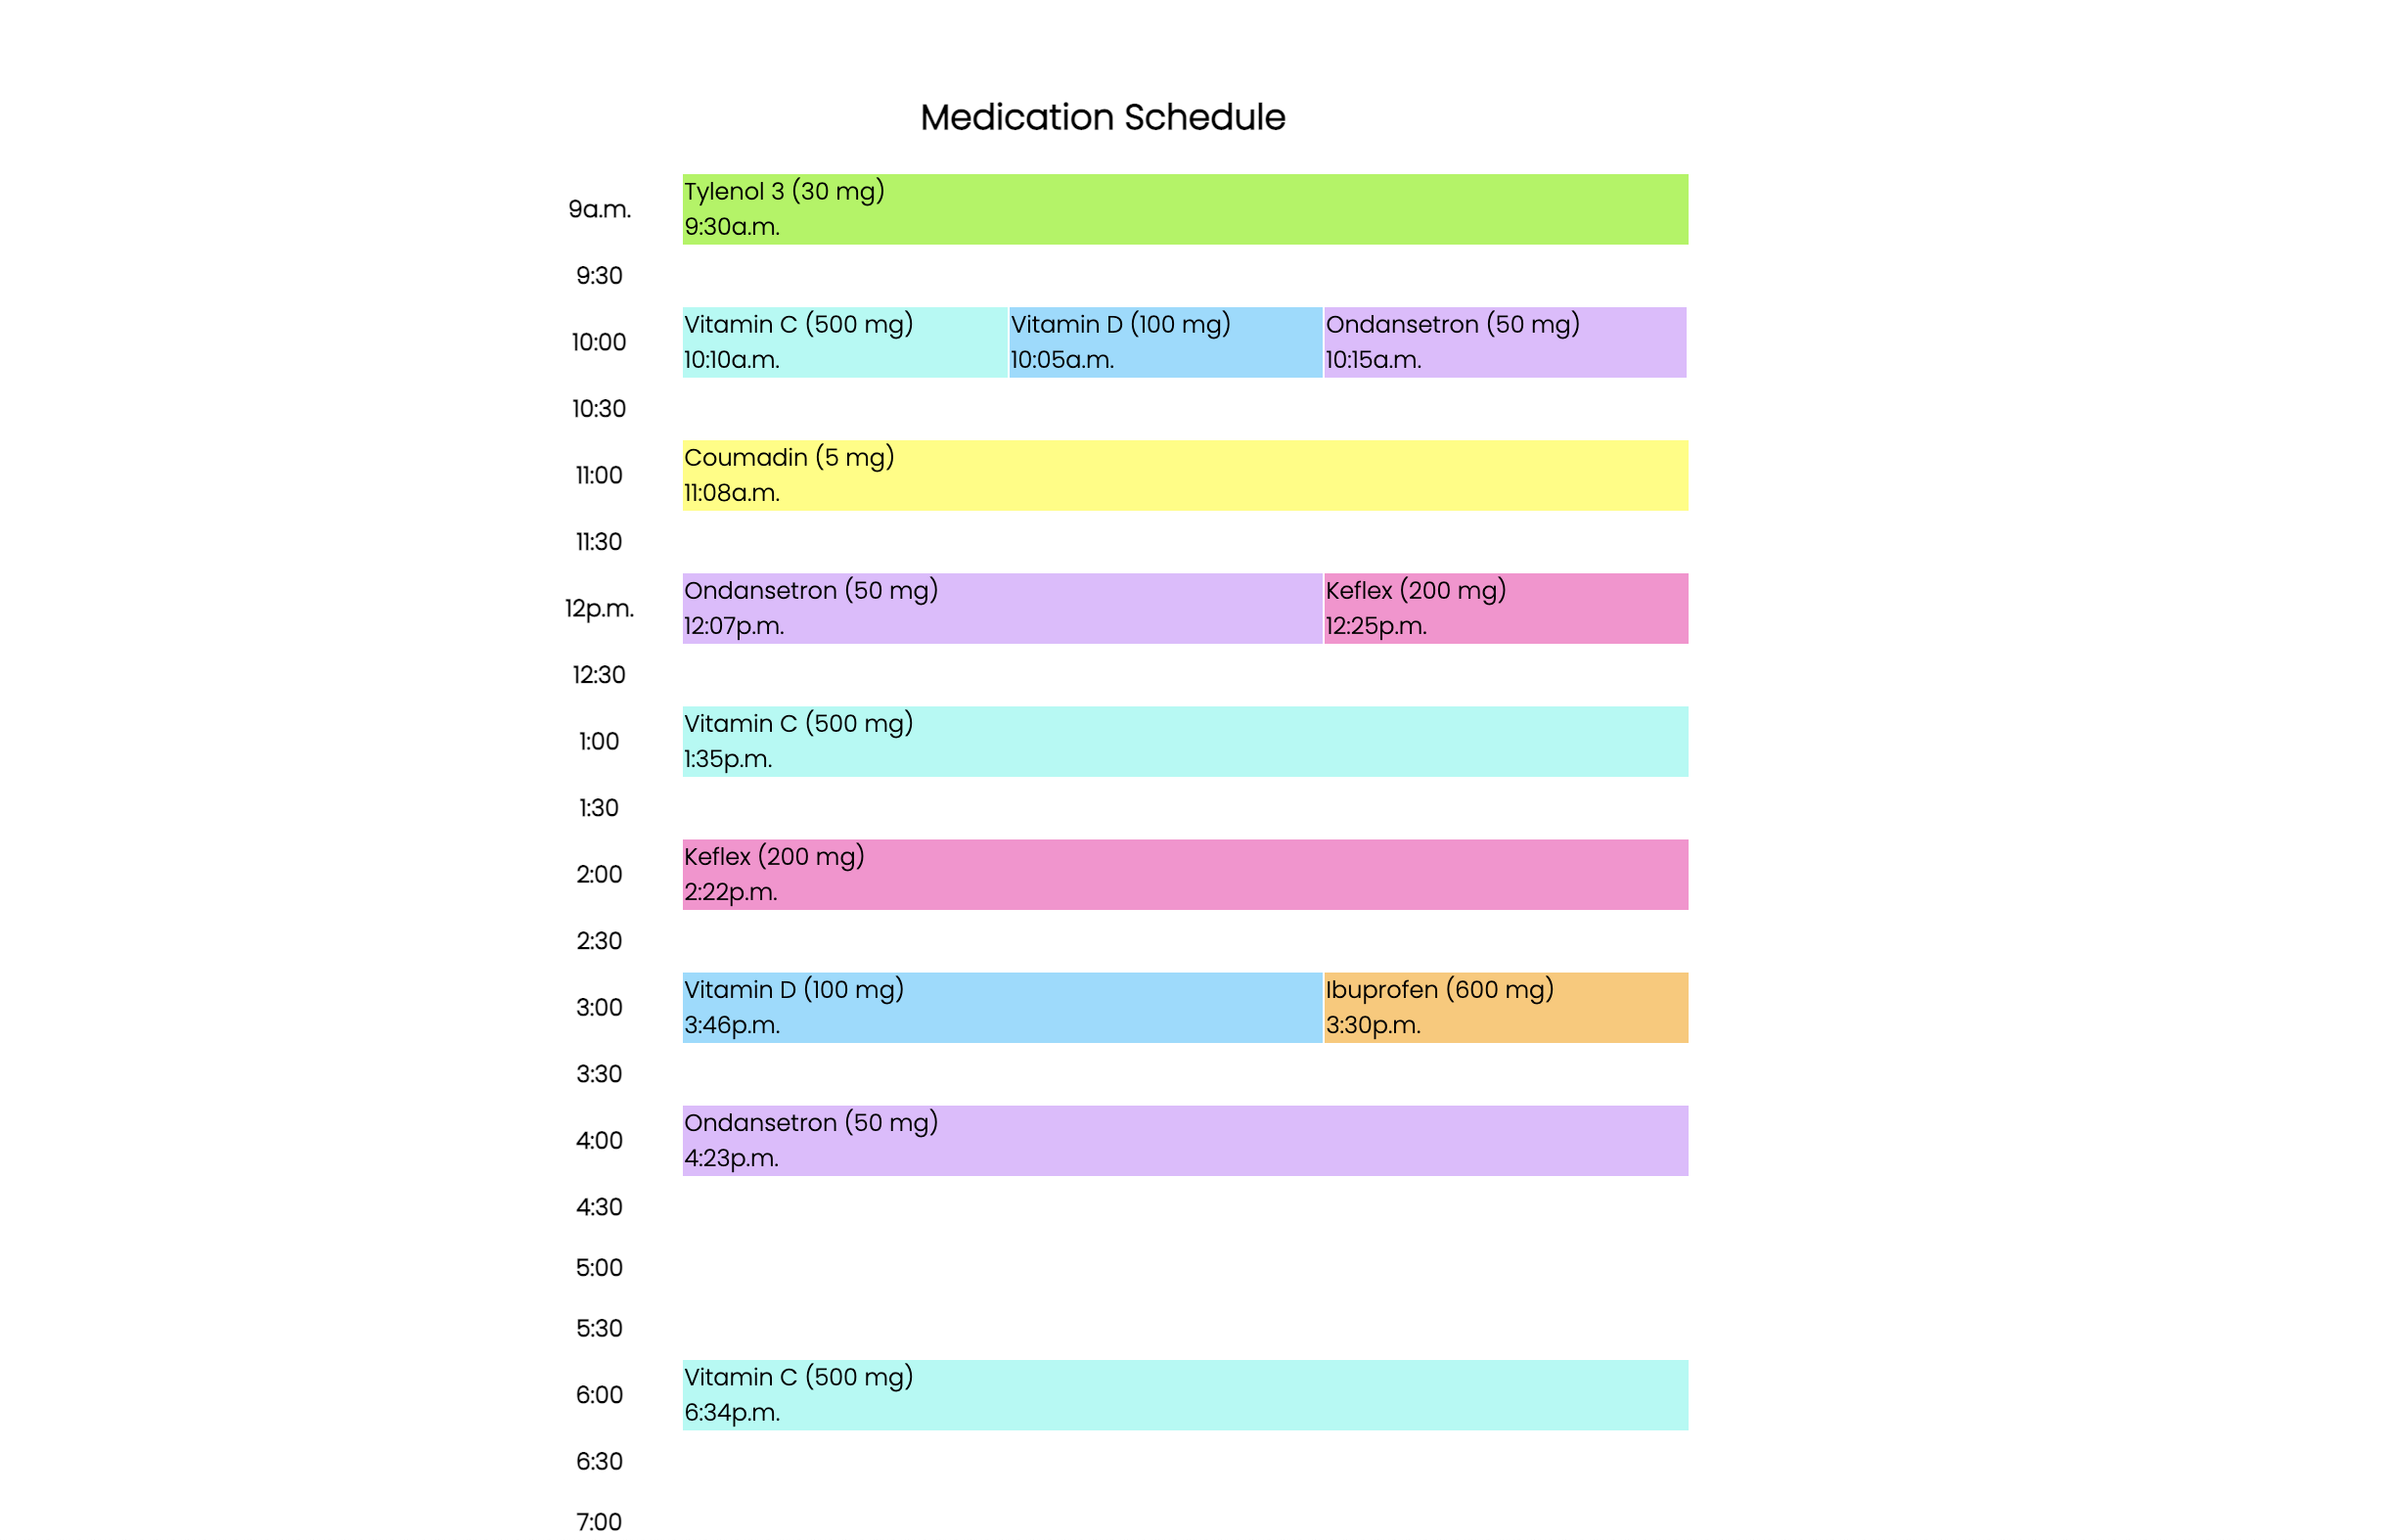 Medication Schedule
9a.m.
Tylenol 3 (30 mg)
9:30a.m.
9:30
10:00
Vitamin C (500 mg)
10:10a.m.
Vitamin D (100 mg)
10:05a.m.
Ondansetron (50 mg)
10:15a.m.
10:30
11:00
Coumadin (5 mg)
11:08a.m.
11:30
12p.m.
Ondansetron (50 mg)
12:07p.m.
Keflex (200 mg)
12:25p.m.
12:30
1:00
Vitamin C (500 mg)
1:35p.m.
1:30
2:00
Keflex (200 mg)
2:22p.m.
2:30
3:00
Vitamin D (100 mg)
3:46p.m.
Ibuprofen (600 mg)
3:30p.m.
3:30
4:00
Ondansetron (50 mg)
4:23p.m.
4:30
5:00
5:30
6:00
Vitamin C (500 mg)
6:34p.m.
6:30
7:00